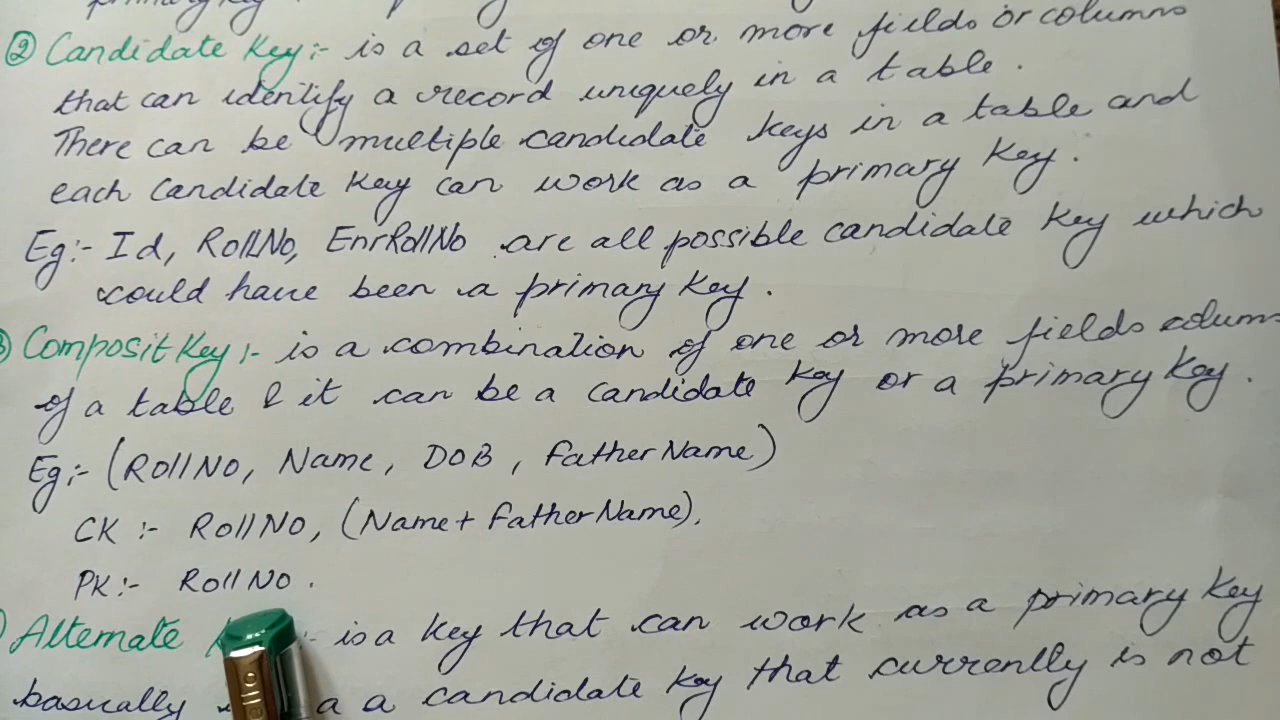 ② Candidate Key:- is a set of one or more fields or columns
that can identify a record uniquely in a table.
There can be multiple candidate keys in a table and
each candidate key can work as a primary key.
Eg:- Id, RollNo, EnrRollNo are all possible candidate key which
could have been a primary key.
Composit Key:- is a combination of one or more fields colums
of a table & it can be a candidate key or a primary key.
Eg:- (RollNo, Name, DOB, FatherName)
CK :- RollNo, (Name + FatherName),
PK:- RollNo.
Alternate :- is a key that can work as a primary key
basically a a candidate key that currently is not